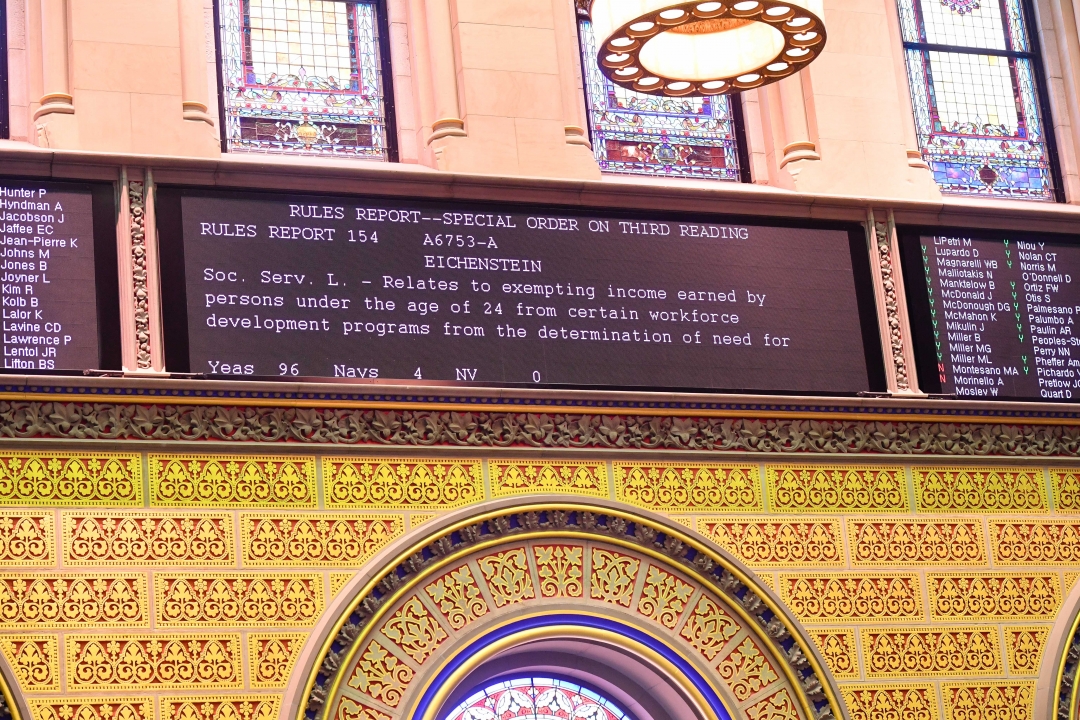 Hunter P
Hyndman A
Jacobson J
Jaffee EC
Jean-Pierre K
Johns M
Jones B
Joyner L
Kim R
Kolb B
Lalor K
Lavine CD
Lawrence P
Lentol JR
Lifton BS
RULES REPORT--SPECIAL ORDER ON THIRD READING
RULES REPORT 154 A6753-A
EICHENSTEIN
Soc. Serv. L. - Relates to exempting income earned by
persons under the age of 24 from certain workforce
development programs from the determination of need for
Yeas 96 Nays 4 NV 0
LiPetri M
Y Lupardo D
Y Magnarelli WB
Y Malliotakis N
Y Manktelow B
Y McDonald J
Y McDonough DG
Y McMahon K
Y Mikulin J
Y Miller B
Y Miller MG
Y Miller ML
N Montesano MA
N Morinello A
Mosley W
Y Niou Y
Y Nolan CT
Y Norris M
O'Donnell D
Y Ortiz FW
Y Otis S
Y Palmesano P
Y Palumbo A
Y Paulin AR
Y Peoples-St
Perry NN
Y Pheffer Am
Y Pichardo
Pretlow JG
Quart D